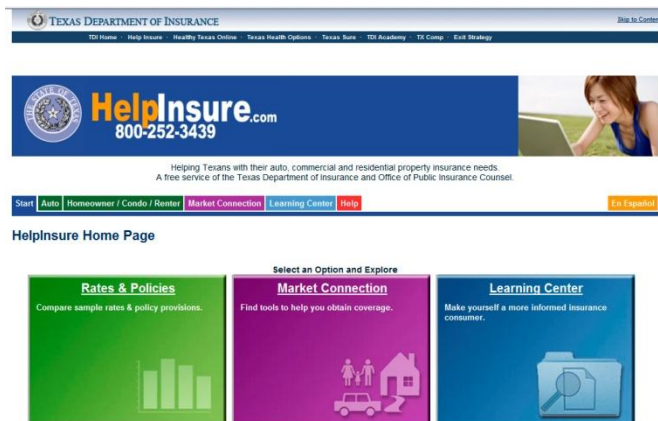 TEXAS DEPARTMENT OF INSURANCE
Skip to Content
TDI Home · Help Insure · Healthy Texas Online · Texas Health Options · Texas Sure · TDI Academy · TX Comp · Exit Strategy
THE STATE OF TEXAS
HelpInsure.com
800-252-3439
Helping Texans with their auto, commercial and residential property insurance needs.
A free service of the Texas Department of Insurance and Office of Public Insurance Counsel.
Start Auto Homeowner / Condo / Renter Market Connection Learning Center Help En Español
HelpInsure Home Page
Select an Option and Explore
Rates & Policies Market Connection Learning Center
Compare sample rates & policy provisions. Find tools to help you obtain coverage. Make yourself a more informed insurance
consumer.